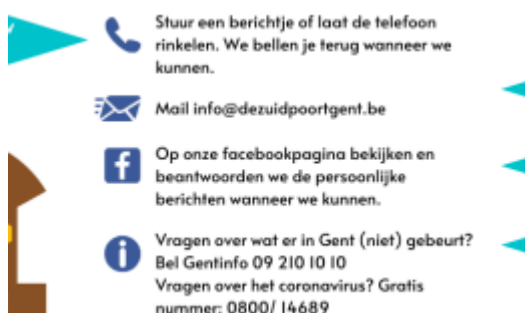 Stuur een berichtje of laat de telefoon
rinkelen. We bellen je terug wanneer we
kunnen.
Mail info@dezuidpoortgent.be
Op onze facebookpagina bekijken en
beantwoorden we de persoonlijke
berichten wanneer we kunnen.
Vragen over wat er in Gent (niet) gebeurt?
Bel Gentinfo 09 210 10 10
Vragen over het coronavirus? Gratis
nummer: 0800/ 14689